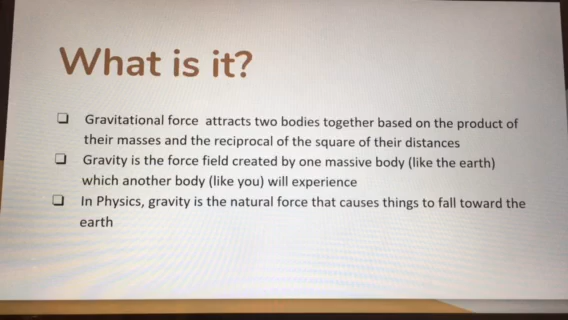 What is it?
❑ Gravitational force attracts two bodies together based on the product of
their masses and the reciprocal of the square of their distances
❑ Gravity is the force field created by one massive body (like the earth)
which another body (like you) will experience
❑ In Physics, gravity is the natural force that causes things to fall toward the
earth